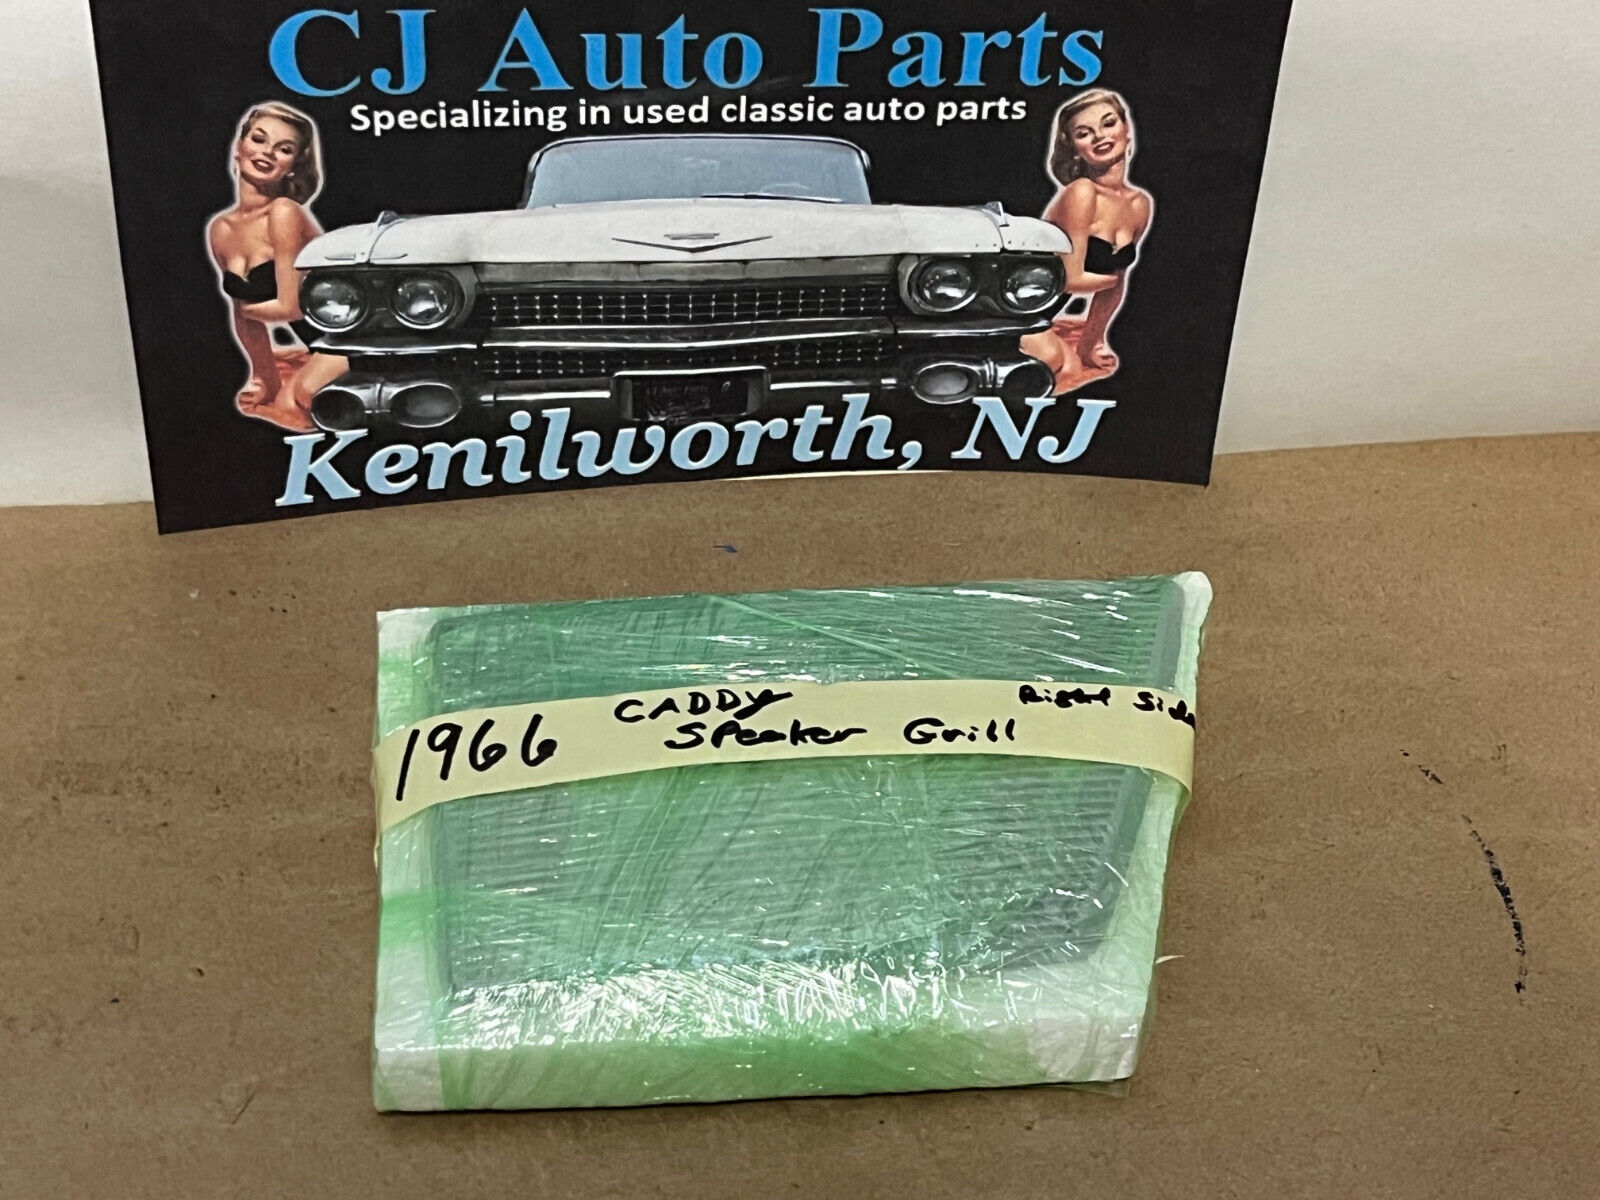 CJ Auto Parts
Specializing in used classic auto parts
Kenilworth, NJ
1966 CADDY Speaker Grill Right Side